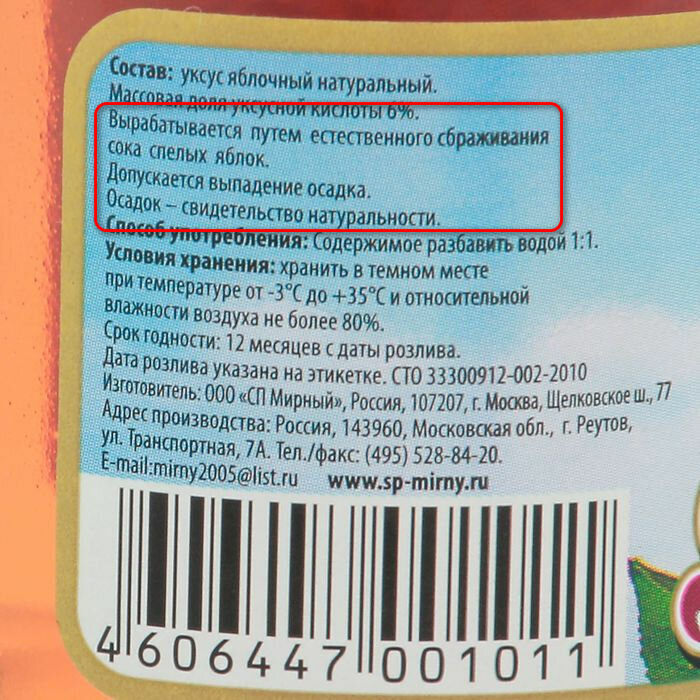 Состав: уксус яблочный натуральный.
Массовая доля уксусной кислоты 6%.
Вырабатывается путем естественного сбраживания
сока спелых яблок.
Допускается выпадение осадка.
Осадок – свидетельство натуральности.
Способ употребления: Содержимое разбавить водой 1:1.
Условия хранения: хранить в темном месте
при температуре от -3°С до +35°С и относительной
влажности воздуха не более 80%.
Срок годности: 12 месяцев с даты розлива.
Дата розлива указана на этикетке. СТО 33300912-002-2010
Изготовитель: ООО «СП Мирный», Россия, 107207, г. Москва, Щелковское ш., 77
Адрес производства: Россия, 143960, Московская обл., г. Реутов,
ул. Транспортная, 7А. Тел./факс: (495) 528-84-20.
E-mail:mirny2005@list.ru www.sp-mirny.ru
4 606447 001011